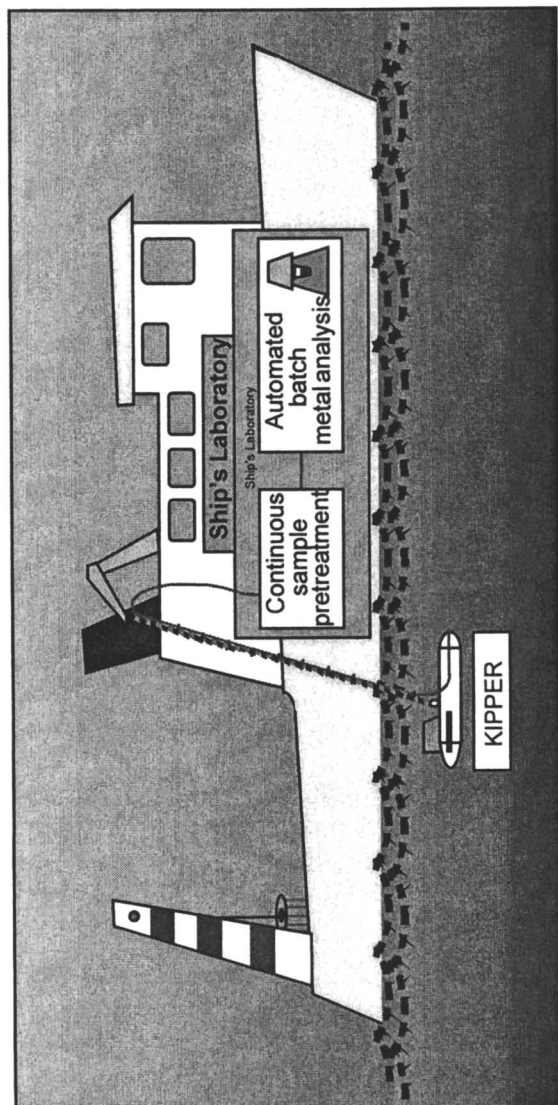 Ship's Laboratory
Ship's Laboratory
Continuous
sample
pretreatment
Automated
batch
metal analysis
KIPPER